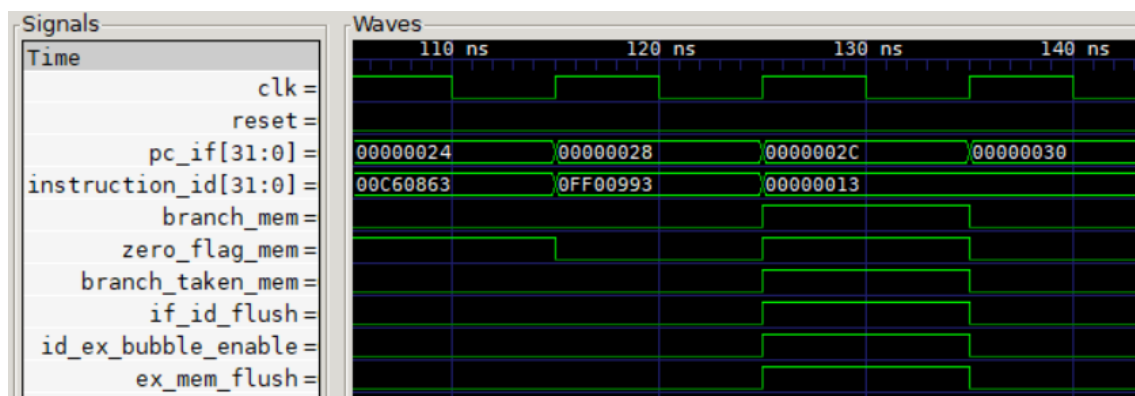 Signals
Waves
Time
110 ns 120 ns 130 ns 140 ns
clk =
reset =
pc_if[31:0] = 00000024 00000028 0000002C 00000030
instruction_id[31:0] = 00C60863 0FF00993 00000013
branch_mem =
zero_flag_mem =
branch_taken_mem =
if_id_flush =
id_ex_bubble_enable =
ex_mem_flush =